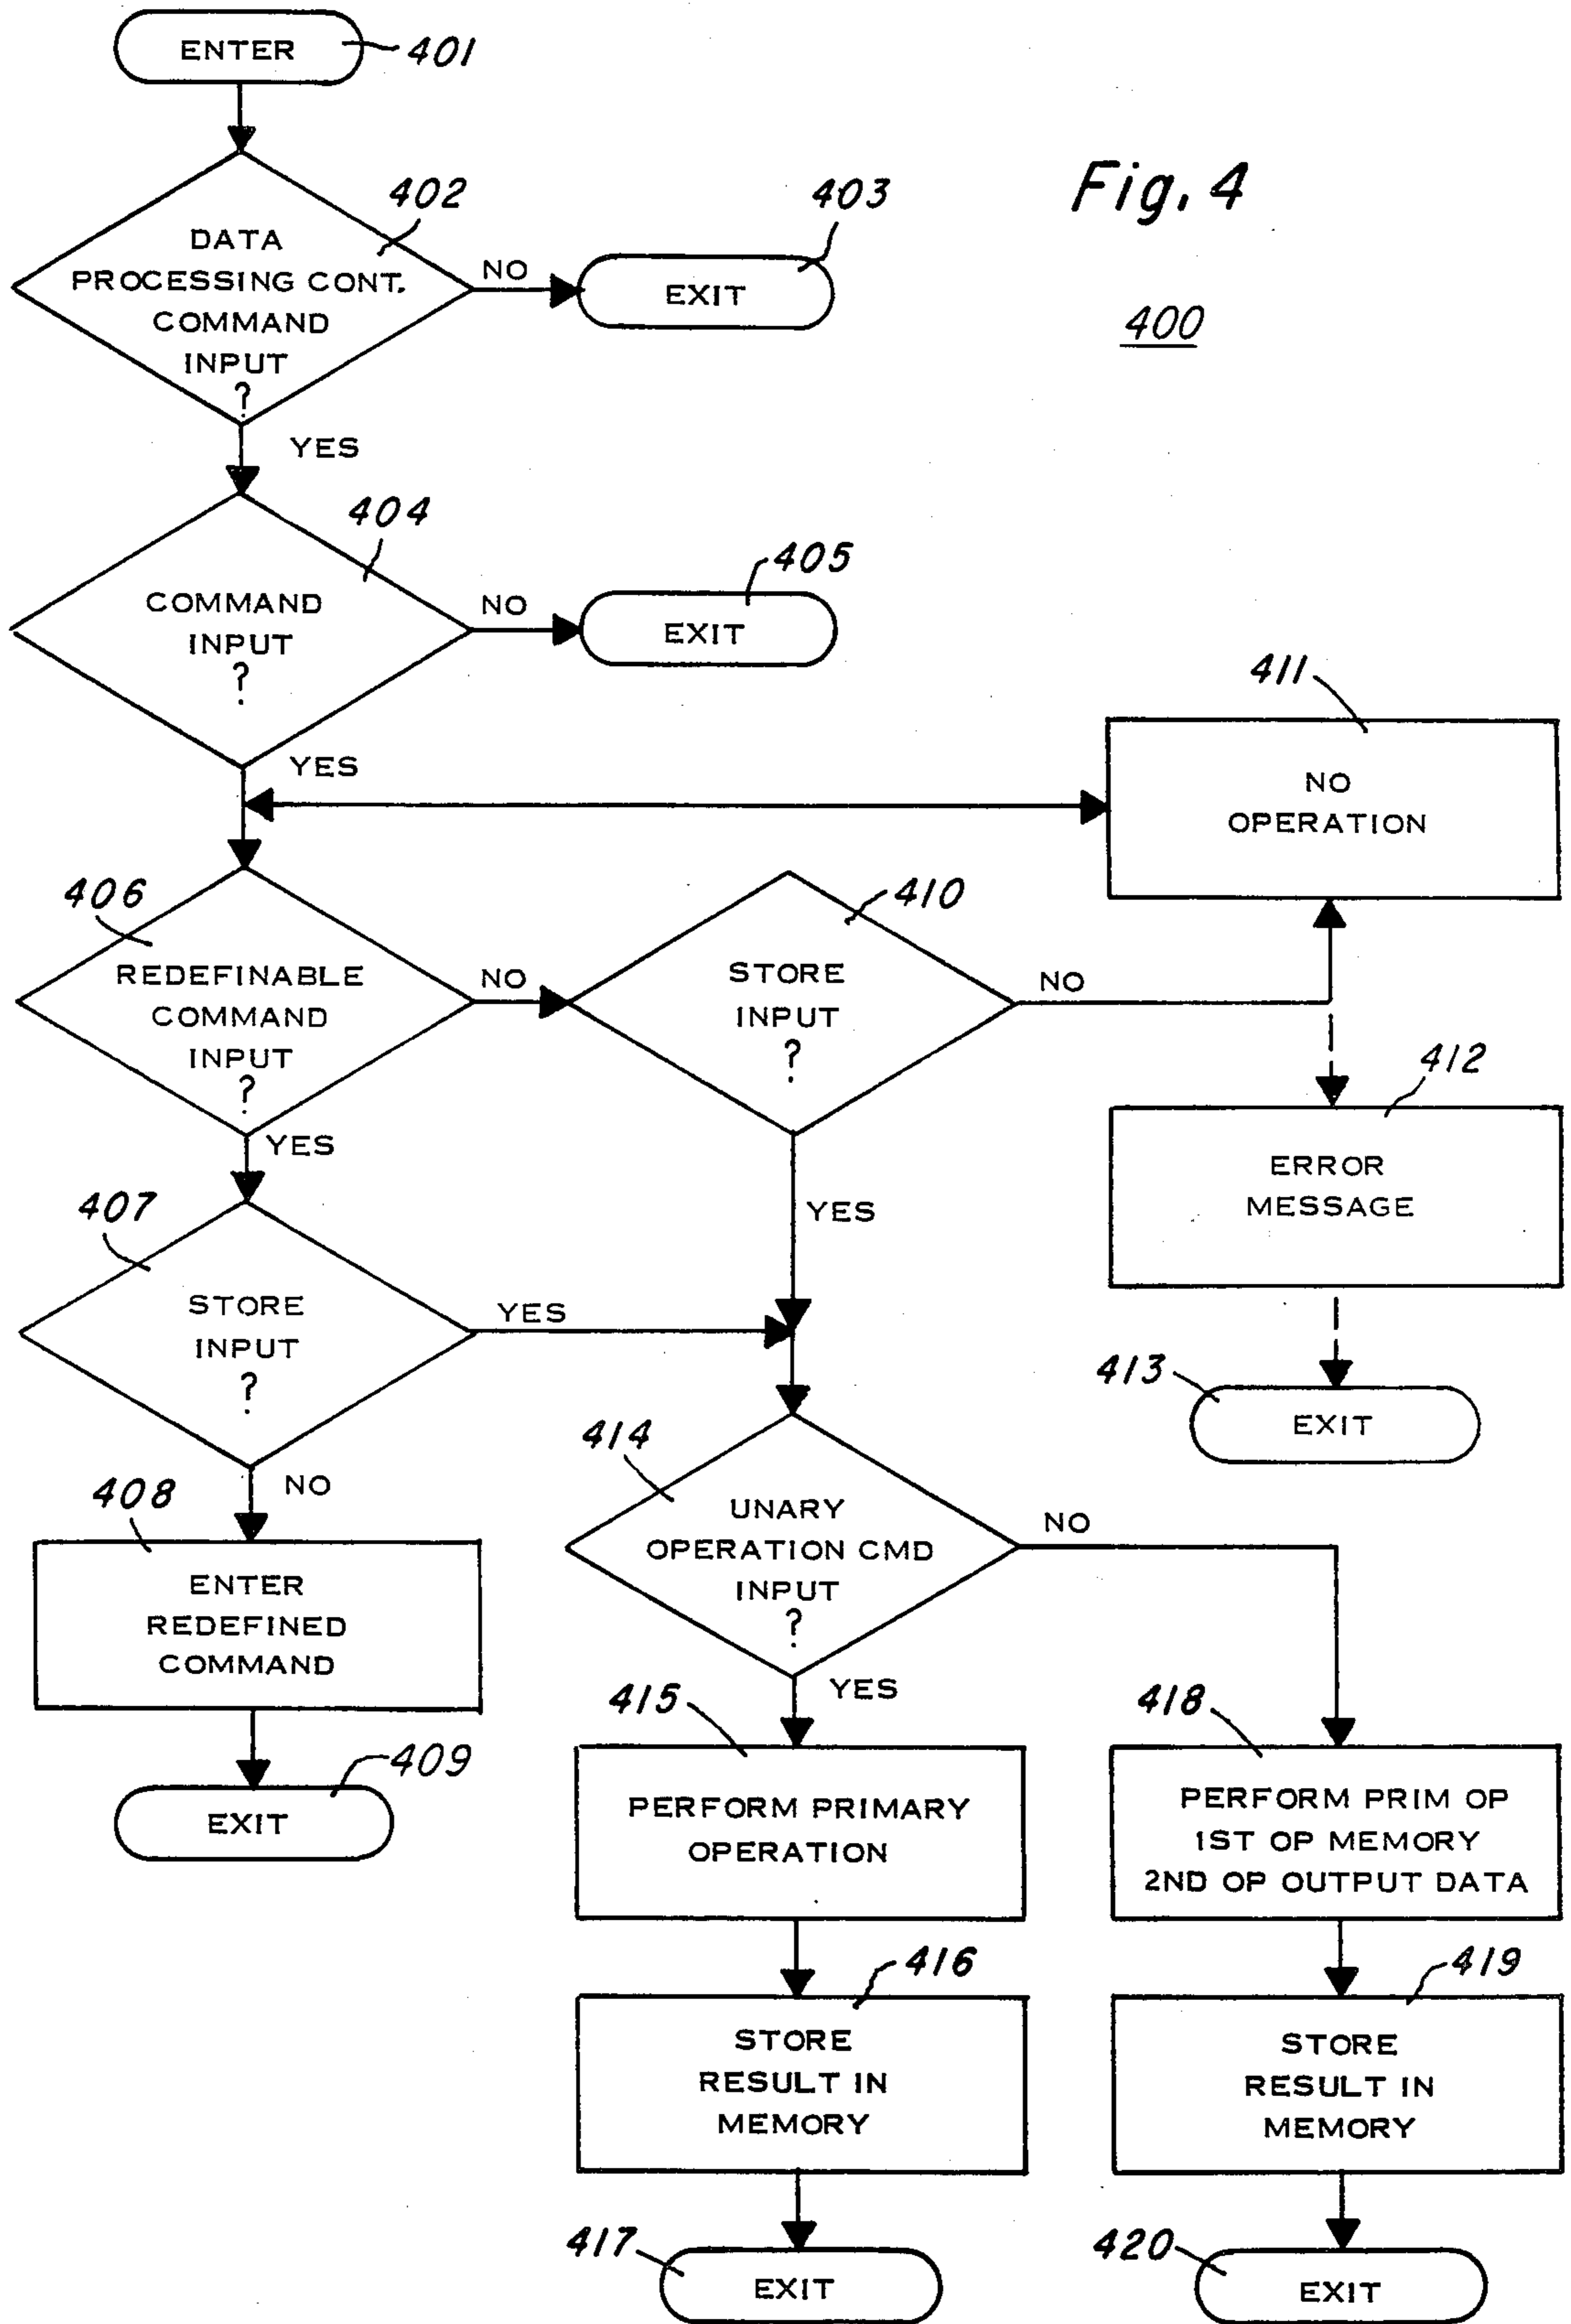 ENTER
401
Fig. 4
400
402
DATA
PROCESSING CONT.
COMMAND
INPUT
?
NO
403
EXIT
YES
404
COMMAND
INPUT
?
NO
405
EXIT
YES
411
NO
OPERATION
406
REDEFINABLE
COMMAND
INPUT
?
NO
410
STORE
INPUT
?
NO
YES
YES
412
ERROR
MESSAGE
407
STORE
INPUT
?
YES
413
EXIT
NO
408
ENTER
REDEFINED
COMMAND
409
EXIT
414
UNARY
OPERATION CMD
INPUT
?
NO
YES
415
PERFORM PRIMARY
OPERATION
418
PERFORM PRIM OP
1ST OP MEMORY
2ND OP OUTPUT DATA
416
STORE
RESULT IN
MEMORY
419
STORE
RESULT IN
MEMORY
417
EXIT
420
EXIT